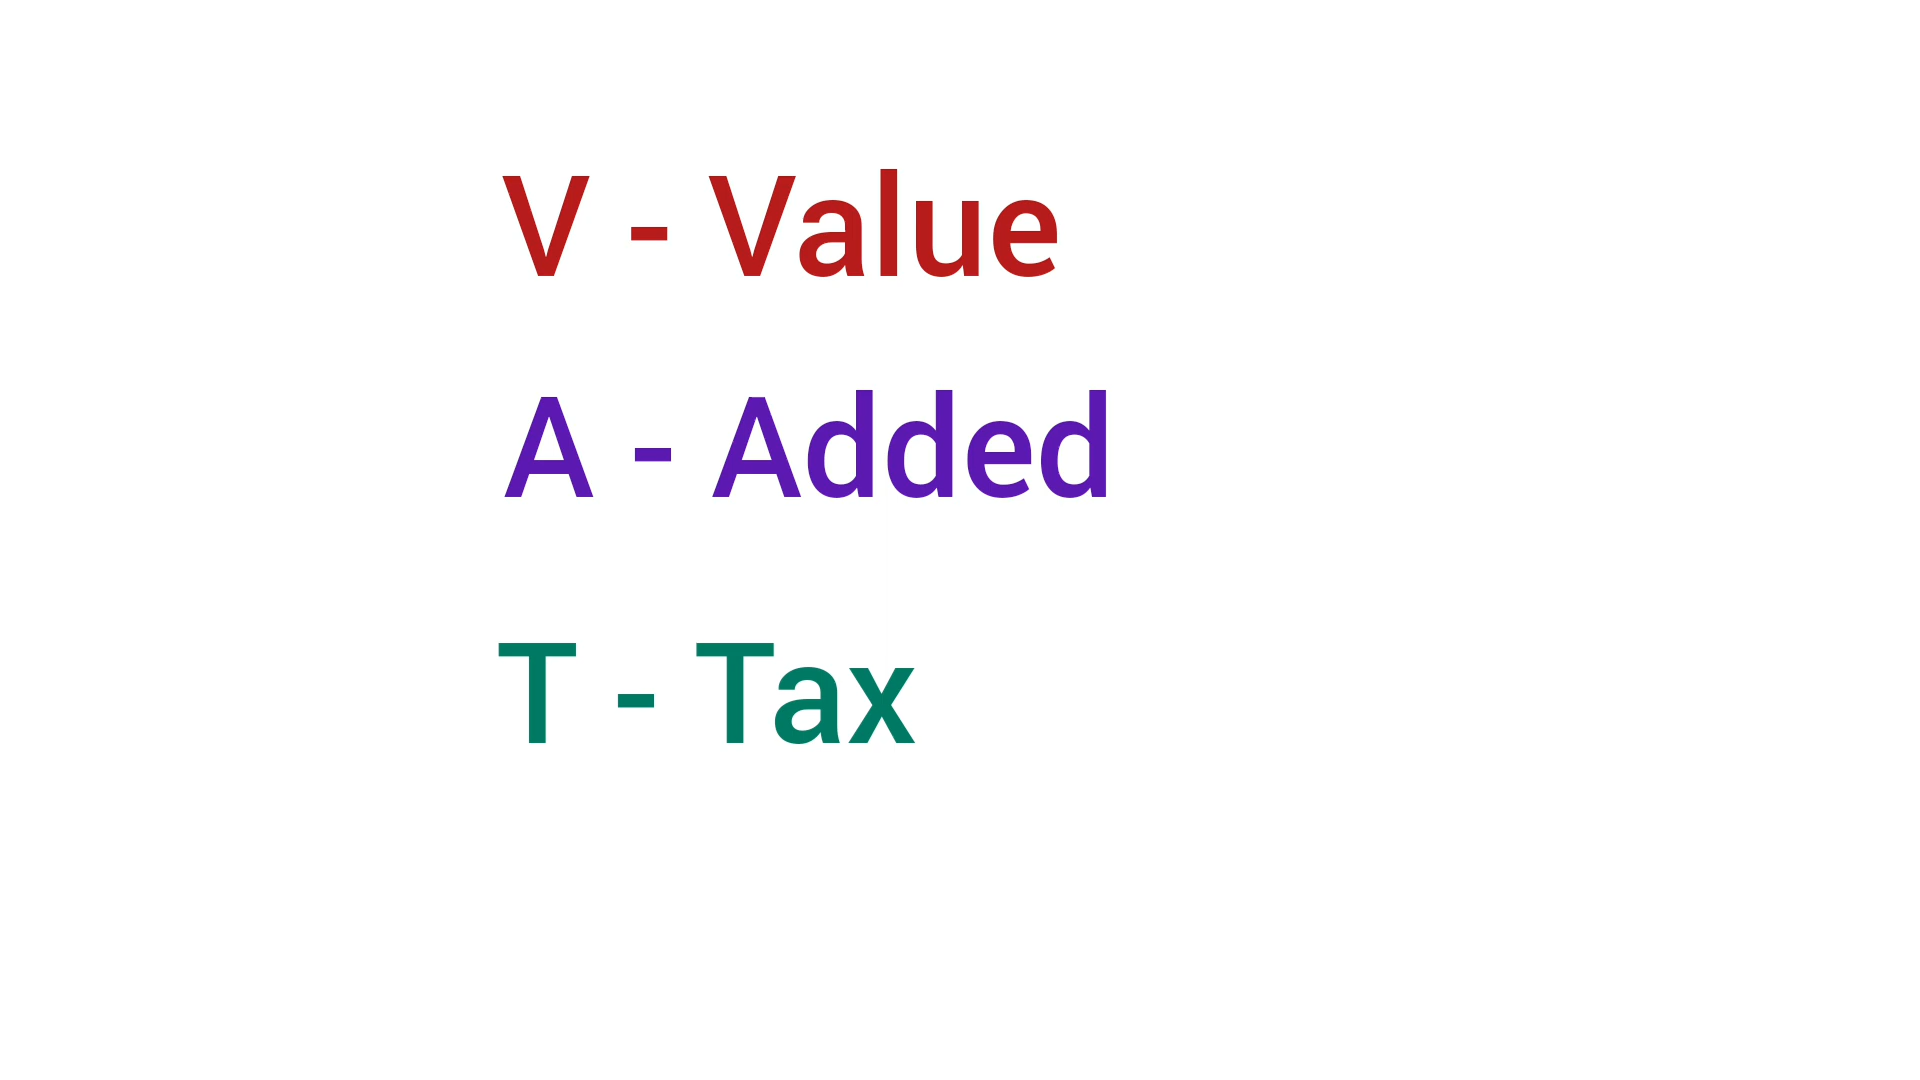 V - Value
A - Added
T - Tax